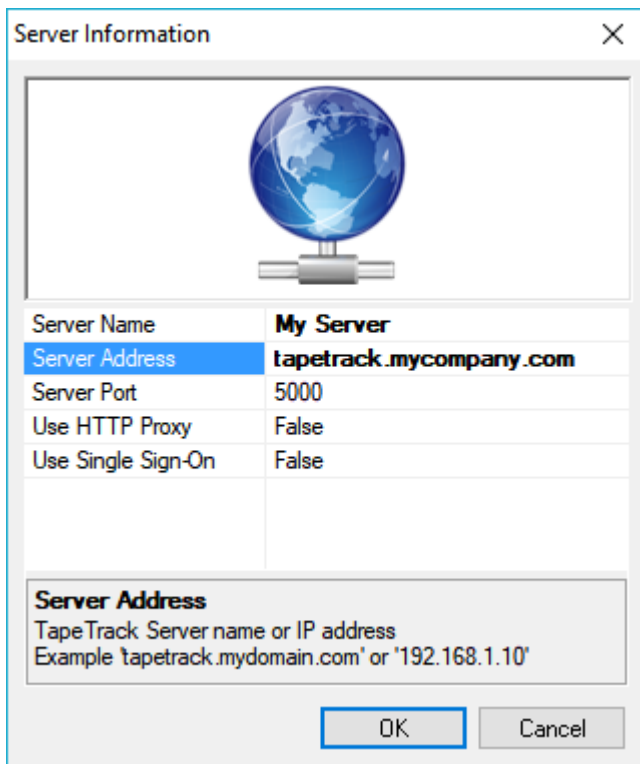 Server Information
Server Name My Server
Server Address tapetrack.mycompany.com
Server Port 5000
Use HTTP Proxy False
Use Single Sign-On False
Server Address
TapeTrack Server name or IP address
Example 'tapetrack.mydomain.com' or '192.168.1.10'
OK Cancel